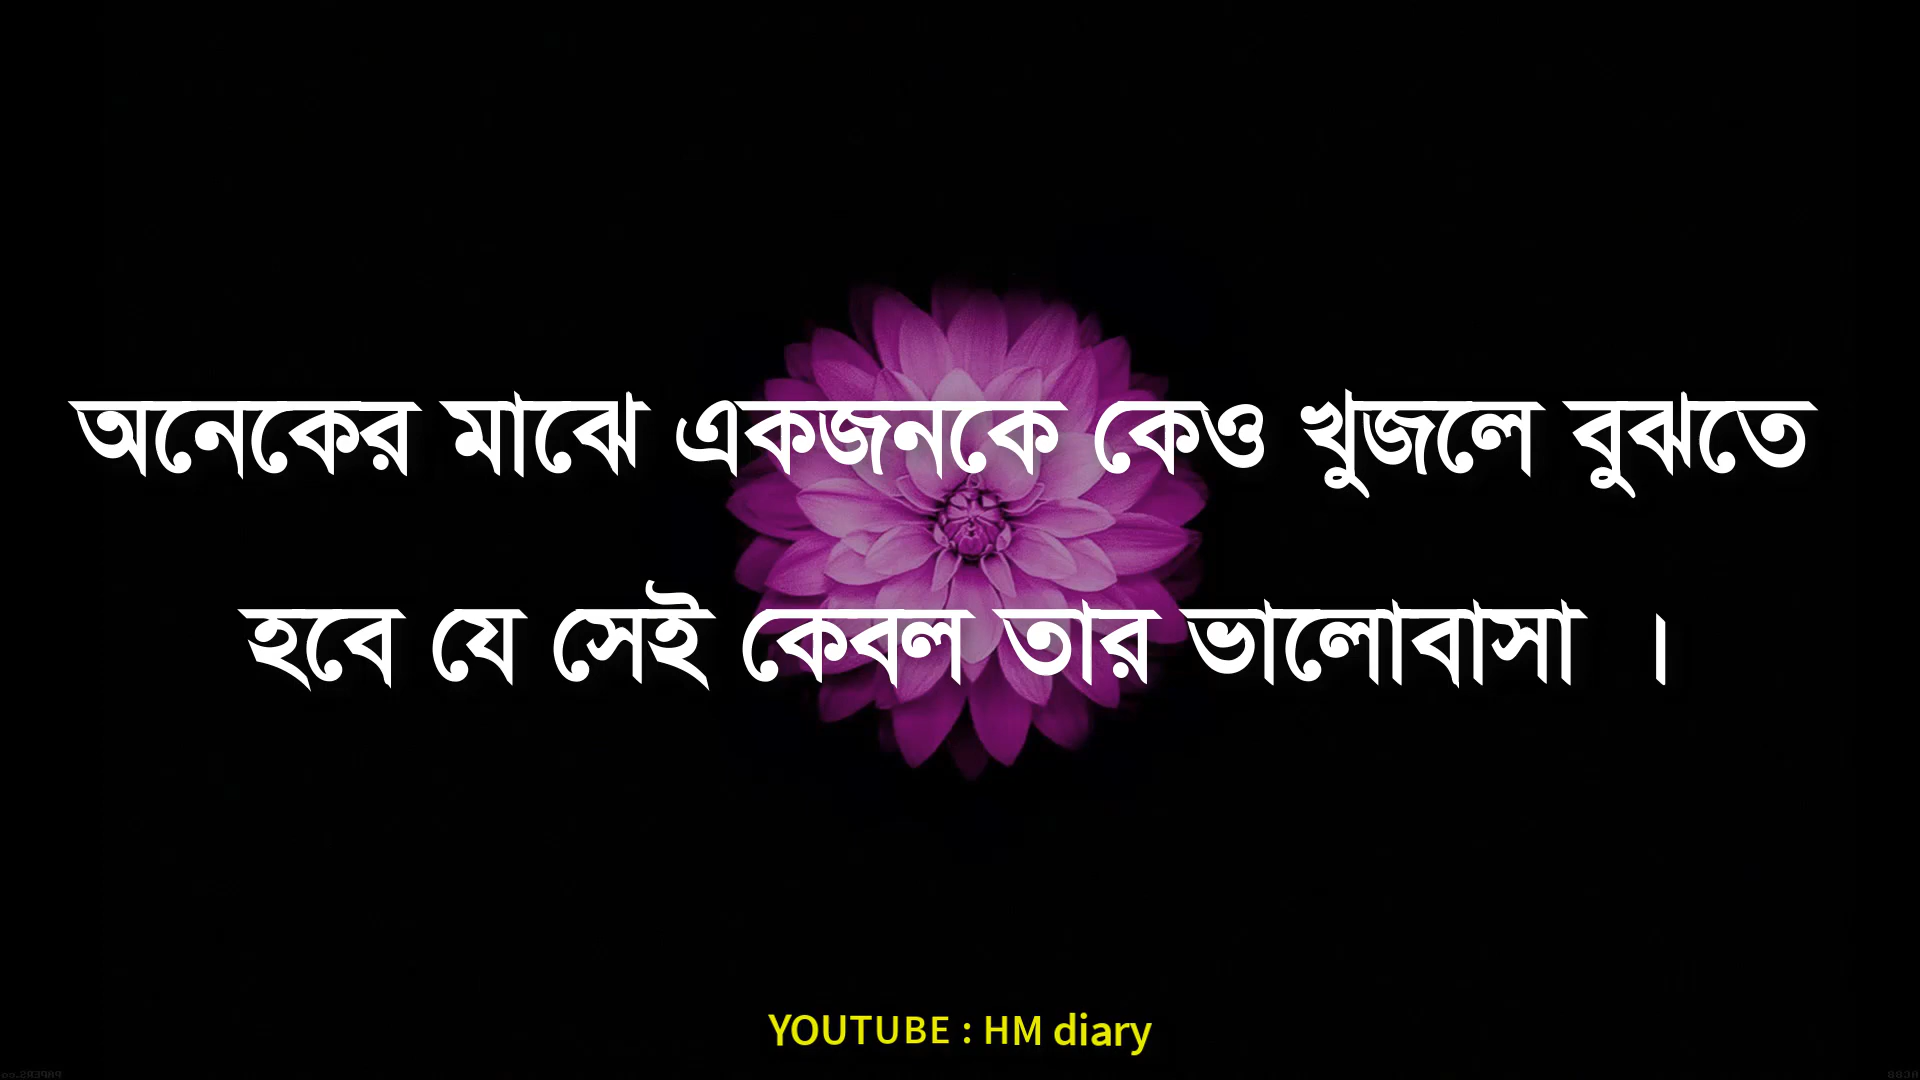 অনেকের মাঝে একজনকে কেও খুজলে বুঝতে
হবে যে সেই কেবল তার ভালোবাসা ।
YOUTUBE : HM diary